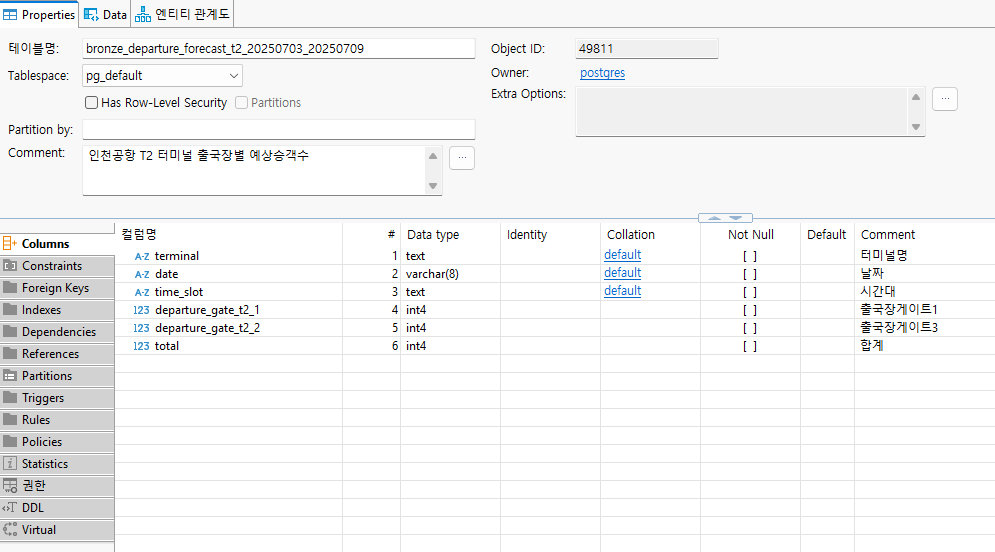 Properties Data 엔티티 관계도
테이블명: bronze_departure_forecast_t2_20250703_20250709 Object ID: 49811
Tablespace: pg_default Owner: postgres
Has Row-Level Security Partitions Extra Options: ...
Partition by:
Comment: 인천공항 T2 터미널 출국장별 예상승객수 ...
컬럼명 # Data type Identity Collation Not Null Default Comment
A-Z terminal 1 text default [ ] 터미널명
A-Z date 2 varchar(8) default [ ] 날짜
A-Z time_slot 3 text default [ ] 시간대
123 departure_gate_t2_1 4 int4 [ ] 출국장게이트1
123 departure_gate_t2_2 5 int4 [ ] 출국장게이트3
123 total 6 int4 [ ] 합계
Columns
Constraints
Foreign Keys
Indexes
Dependencies
References
Partitions
Triggers
Rules
Policies
Statistics
권한
DDL
Virtual